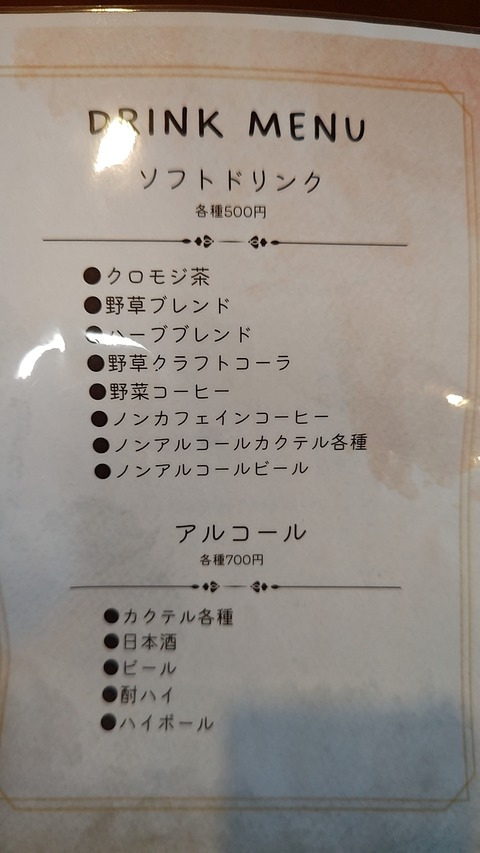 DRINK MENU
ソフトドリンク
各種500円
●クロモジ茶
●野草ブレンド
●ハーブブレンド
●野草クラフトコーラ
●野菜コーヒー
●ノンカフェインコーヒー
●ノンアルコールカクテル各種
●ノンアルコールビール
アルコール
各種700円
●カクテル各種
●日本酒
●ビール
●酎ハイ
●ハイボール